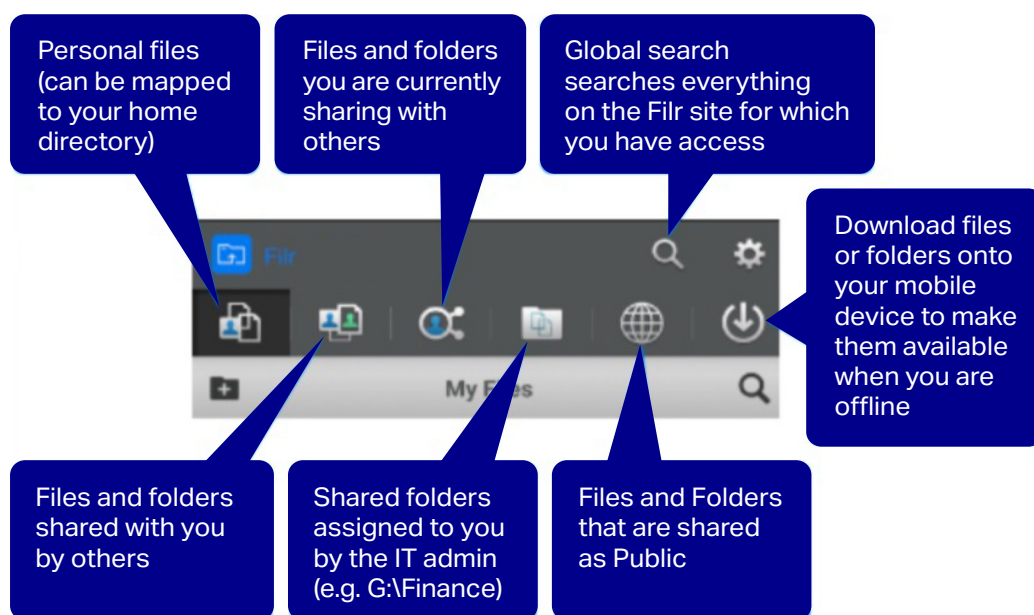 Personal files
(can be mapped
to your home
directory)
Files and folders
you are currently
sharing with
others
Global search
searches everything
on the Filr site for which
you have access
Download files
or folders onto
your mobile
device to make
them available
when you are
offline
Filr
My Files
Files and folders
shared with you
by others
Shared folders
assigned to you
by the IT admin
(e.g. G:\Finance)
Files and Folders
that are shared
as Public